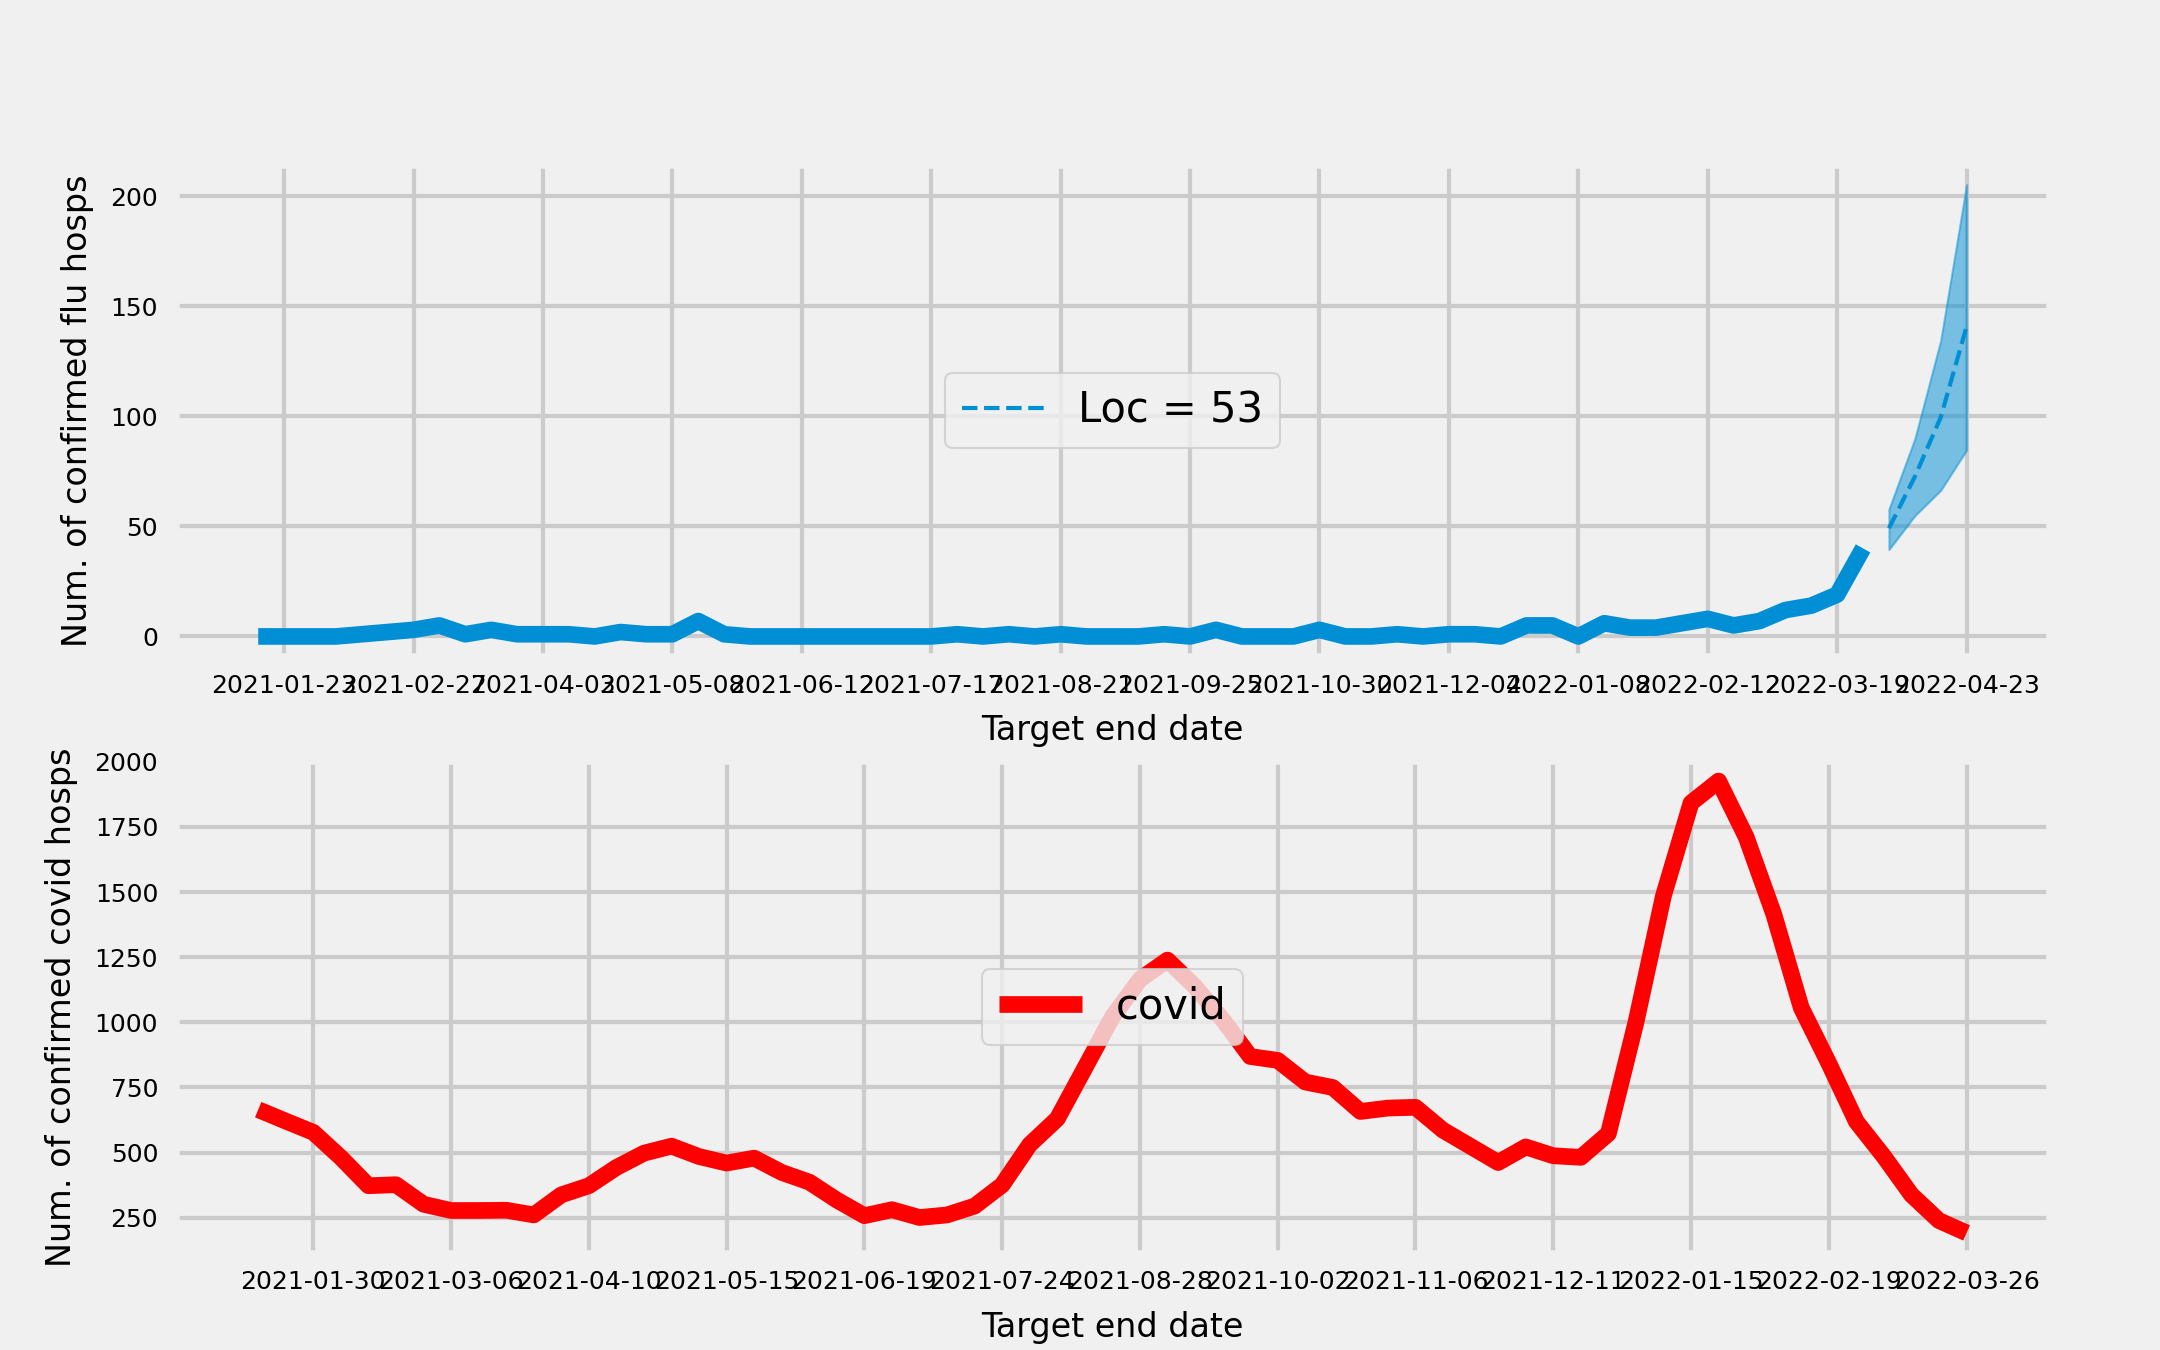 Num. of confirmed flu hosps
200
150
100
50
0
Loc = 53
2021-01-23 2021-02-27 2021-04-03 2021-05-08 2021-06-12 2021-07-17 2021-08-21 2021-09-25 2021-10-30 2021-12-04 2022-01-08 2022-02-12 2022-03-19 2022-04-23
Target end date
Num. of confirmed covid hosps
2000
1750
1500
1250
1000
750
500
250
covid
2021-01-30 2021-03-06 2021-04-10 2021-05-15 2021-06-19 2021-07-24 2021-08-28 2021-10-02 2021-11-06 2021-12-11 2022-01-15 2022-02-19 2022-03-26
Target end date